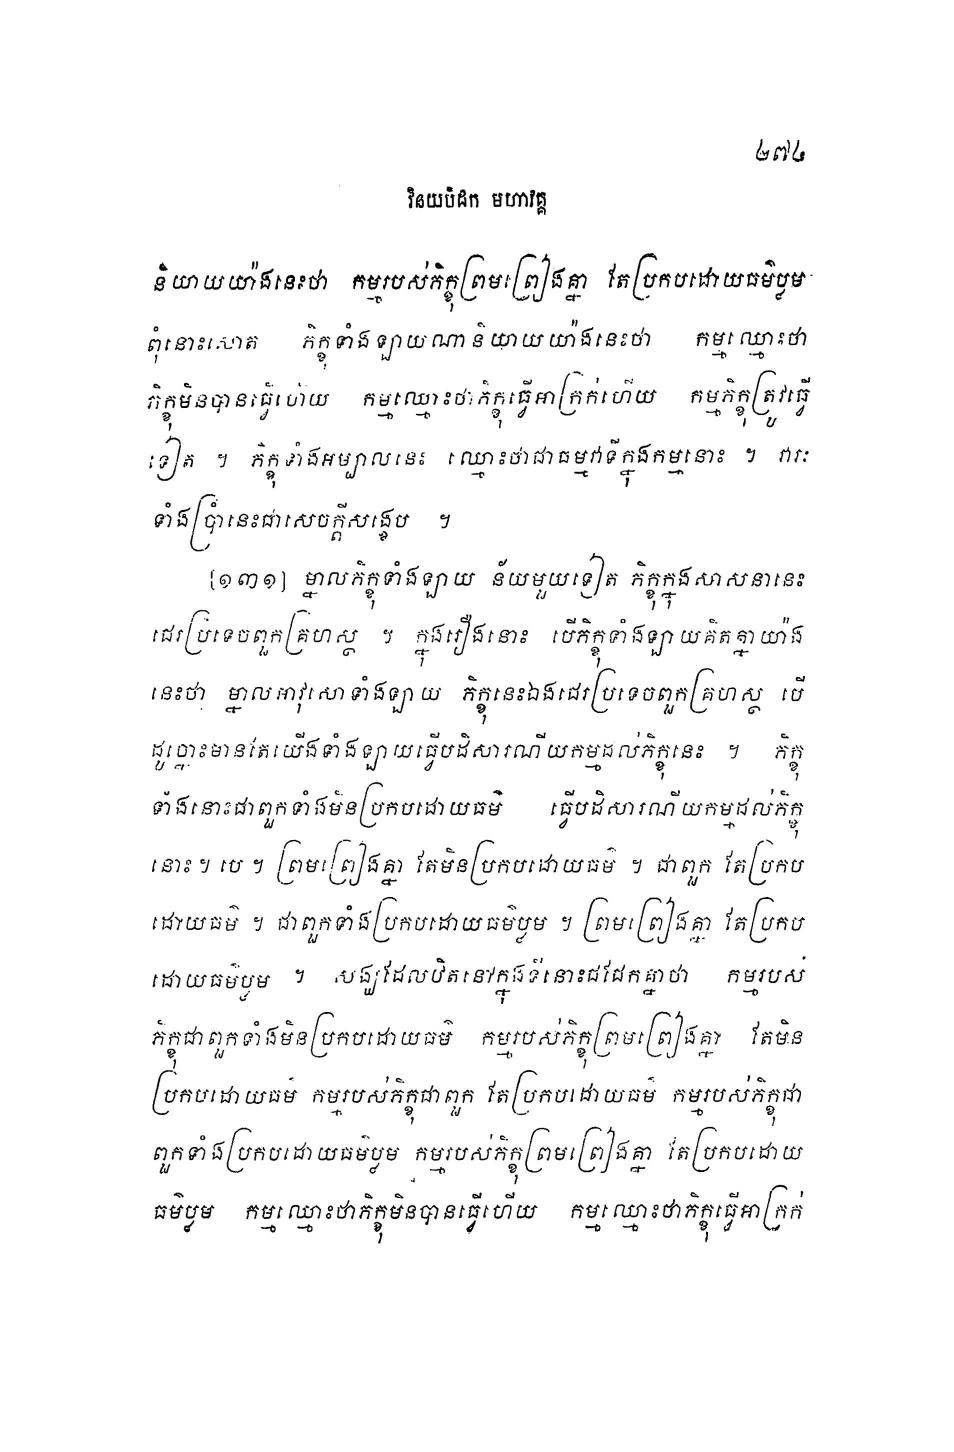 ២៧៤
វិនយបិដក មហាវគ្គ
និយាយយ៉ាងនេះថា កម្មរបស់ភិក្ខុព្រមព្រៀងគ្នា តែប្រកបដោយធម៌ប្លម
ពុំនោះសោត ភិក្ខុទាំងឡាយណានិយាយយ៉ាងនេះថា កម្មឈ្មោះថា
ភិក្ខុមិនបានធ្វើហើយ កម្មឈ្មោះថាភិក្ខុធ្វើអាក្រក់ហើយ កម្មភិក្ខុត្រូវធ្វើ
ទៀត ។ ភិក្ខុទាំងអម្បាលនេះ ឈ្មោះថាជាធម្មវាទីក្នុងកម្មនោះ ។ វារៈ
ទាំងប្រាំនេះជាសេចក្តីសង្ខេប ។
[១៣១] ម្នាលភិក្ខុទាំងឡាយ ន័យមួយទៀត ភិក្ខុក្នុងសាសនានេះ
ជេរប្រទេចពួកគ្រហស្ថ ។ ក្នុងរឿងនោះ បើភិក្ខុទាំងឡាយគិតគ្នាយ៉ាង
នេះថា ម្នាលអាវុសោទាំងឡាយ ភិក្ខុនេះឯងជេរប្រទេចពួកគ្រហស្ថ បើ
ដូច្នោះមានតែយើងទាំងឡាយធ្វើបដិសារណីយកម្មដល់ភិក្ខុនេះ ។ ភិក្ខុ
ទាំងនោះជាពួកទាំងមិនប្រកបដោយធម៌ ធ្វើបដិសារណីយកម្មដល់ភិក្ខុ
នោះ ។ បេ ។ ព្រមព្រៀងគ្នា តែមិនប្រកបដោយធម៌ ។ ជាពួក តែប្រកប
ដោយធម៌ ។ ជាពួកទាំងប្រកបដោយធម៌ប្លម ។ ព្រមព្រៀងគ្នា តែប្រកប
ដោយធម៌ប្លម ។ សង្ឃដែលឋិតនៅក្នុងទីនោះជជែកគ្នាថា កម្មរបស់
ភិក្ខុជាពួកទាំងមិនប្រកបដោយធម៌ កម្មរបស់ភិក្ខុព្រមព្រៀងគ្នា តែមិន
ប្រកបដោយធម៌ កម្មរបស់ភិក្ខុជាពួក តែប្រកបដោយធម៌ កម្មរបស់ភិក្ខុជា
ពួកទាំងប្រកបដោយធម៌ប្លម កម្មរបស់ភិក្ខុព្រមព្រៀងគ្នា តែប្រកបដោយ
ធម៌ប្លម កម្មឈ្មោះថាភិក្ខុមិនបានធ្វើហើយ កម្មឈ្មោះថាភិក្ខុធ្វើអាក្រក់